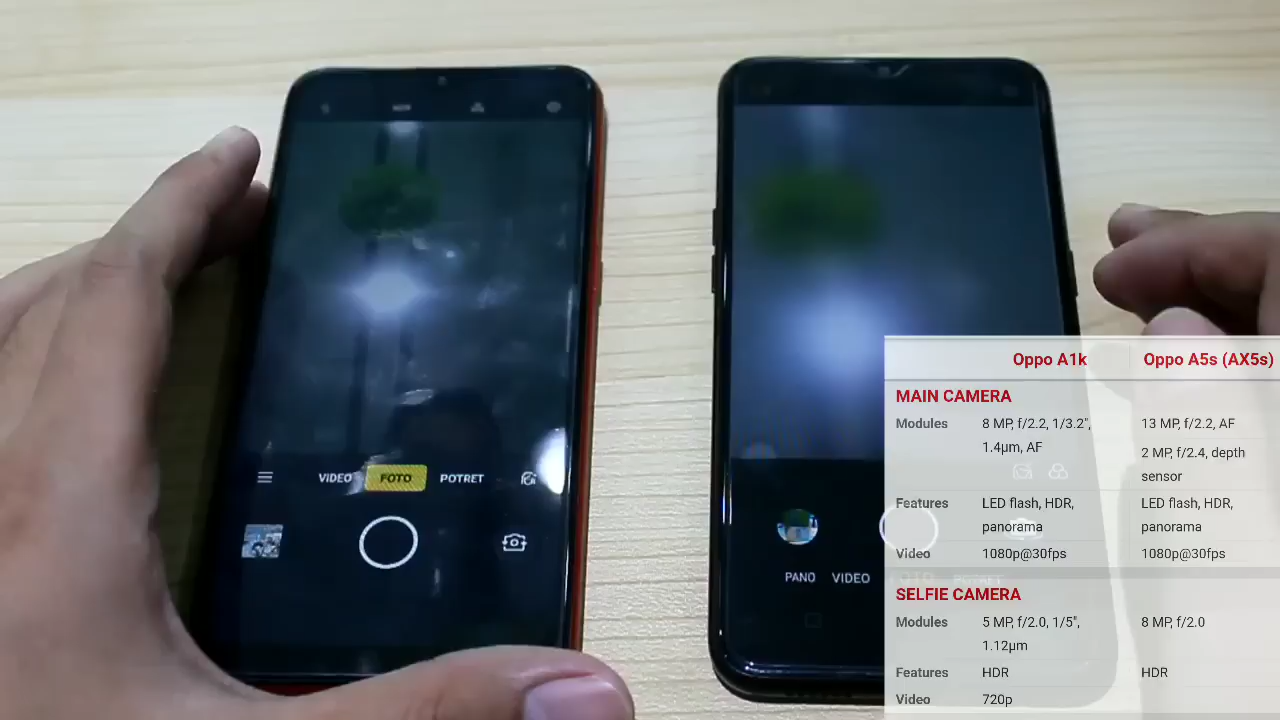 VIDEO FOTO POTRET
PANO VIDEO FOTO POTRET
Oppo A1k Oppo A5s (AX5s)
MAIN CAMERA
Modules 8 MP, f/2.2, 1/3.2", 13 MP, f/2.2, AF
1.4µm, AF 2 MP, f/2.4, depth
sensor
Features LED flash, HDR, LED flash, HDR,
panorama panorama
Video 1080p@30fps 1080p@30fps
SELFIE CAMERA
Modules 5 MP, f/2.0, 1/5", 8 MP, f/2.0
1.12µm
Features HDR HDR
Video 720p